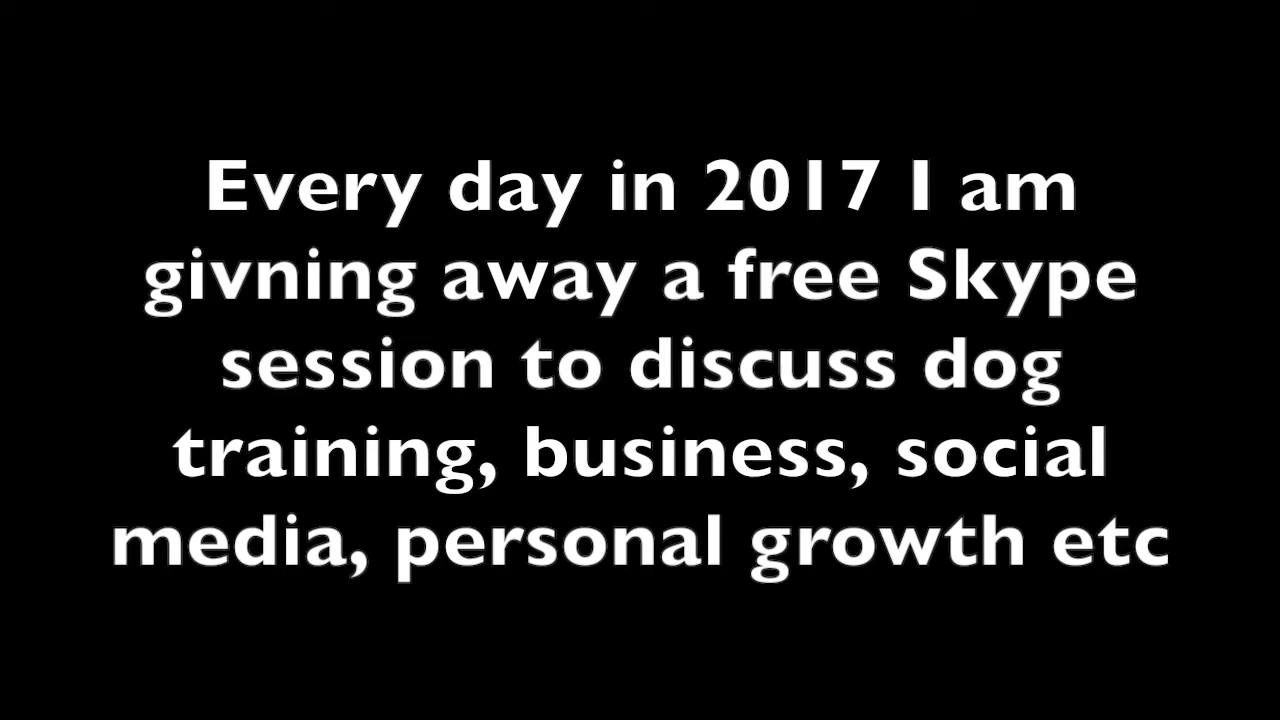 Every day in 2017 I am
givning away a free Skype
session to discuss dog
training, business, social
media, personal growth etc